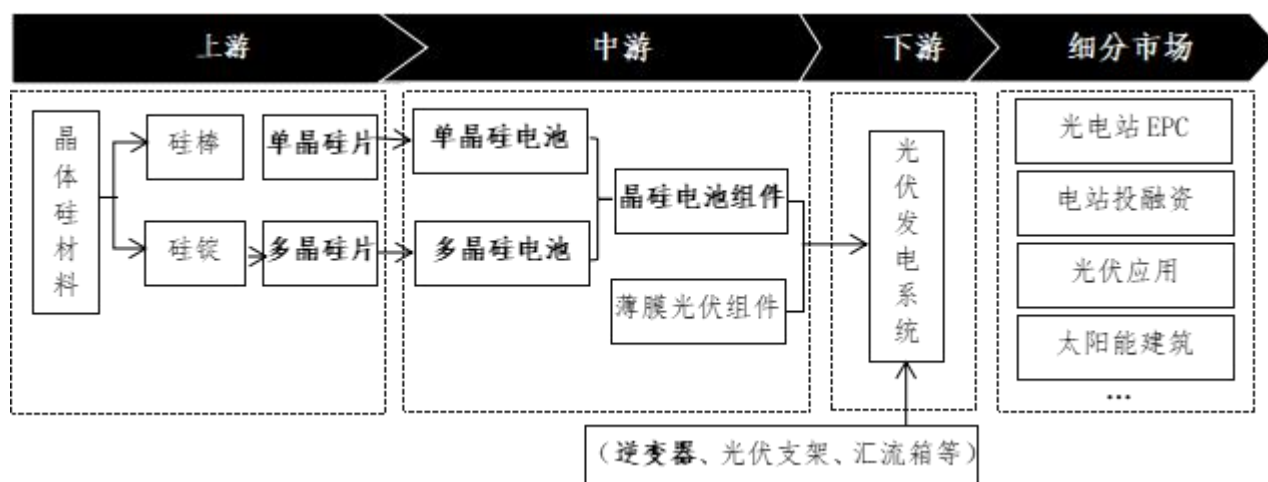 上游
中游
下游
细分市场
晶体硅材料
硅棒
单晶硅片
硅锭
多晶硅片
单晶硅电池
多晶硅电池
晶硅电池组件
薄膜光伏组件
光伏发电系统
光电站EPC
电站投融资
光伏应用
太阳能建筑
…
（逆变器、光伏支架、汇流箱等）